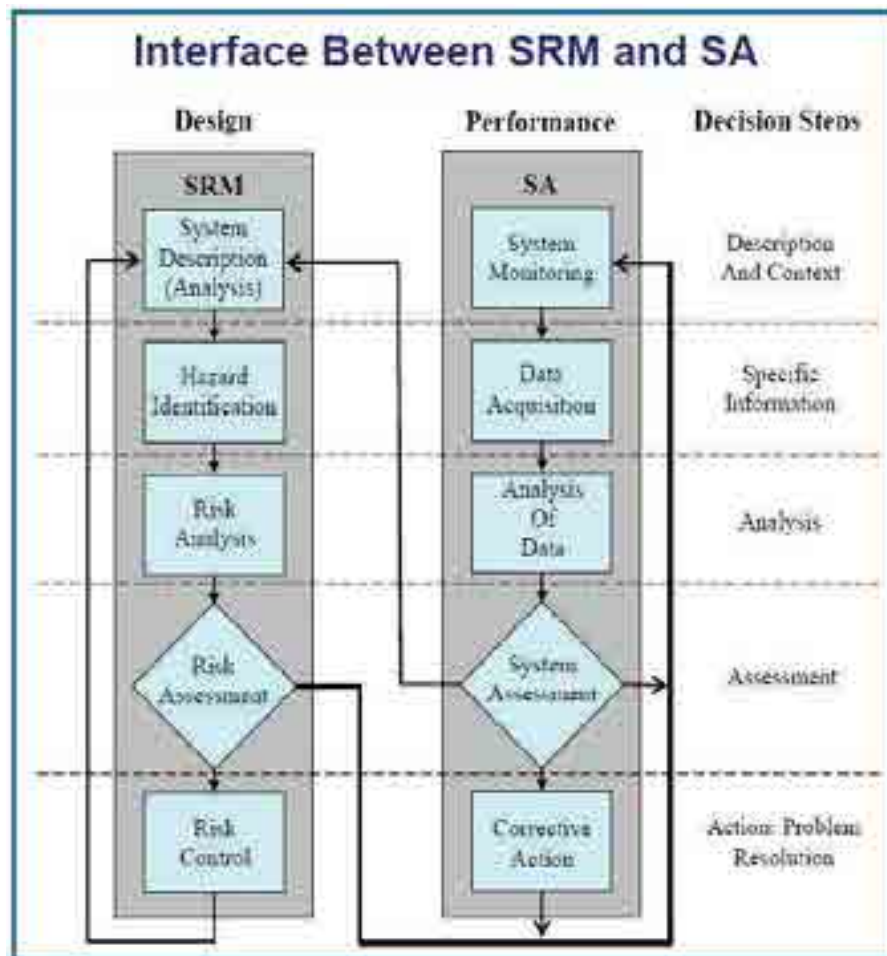 Interface Between SRM and SA
Design
Performance
Decision Steps
SRM
SA
System
Description
(Analysis)
System
Monitoring
Description
And Context
Hazard
Identification
Data
Acquisition
Specific
Information
Risk
Analysis
Analysis
Of
Data
Analysis
Risk
Assessment
System
Assessment
Assessment
Risk
Control
Corrective
Action
Action: Problem
Resolution